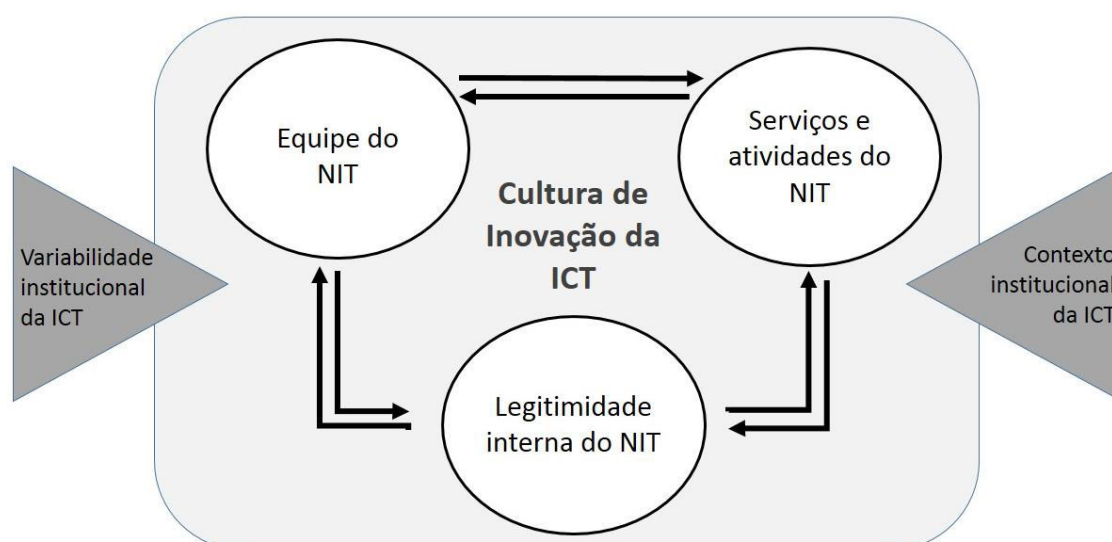 Equipe do
NIT
Serviços e
atividades do
NIT
Cultura de
Inovação da
ICT
Variabilidade
institucional
da ICT
Contexto
institucional
da ICT
Legitimidade
interna do NIT